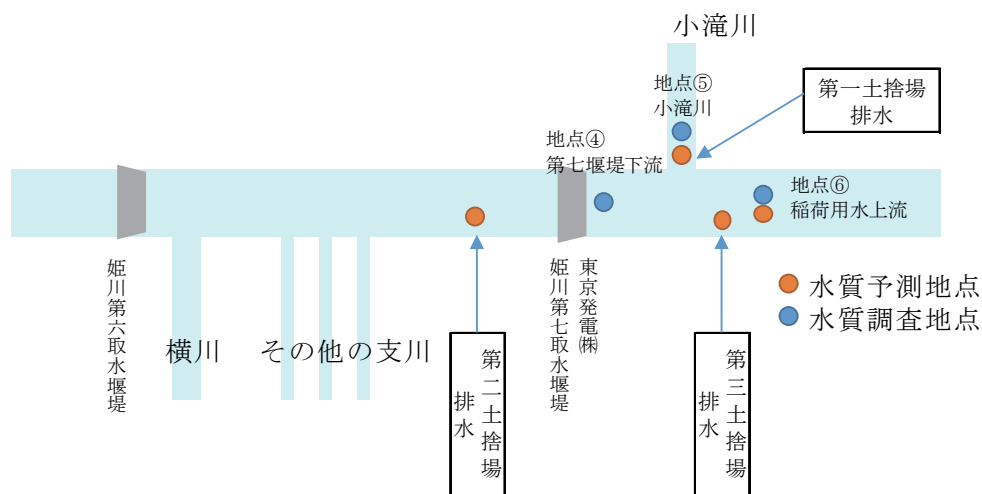 小滝川
地点⑤
小滝川
第一土捨場
排水
地点④
第七堰堤下流
地点⑥
稲荷用水上流
姫川第六取水堰堤
横川
その他の支川
第二土捨場
排水
東京発電㈱
姫川第七取水堰堤
第三土捨場
排水
水質予測地点
水質調査地点